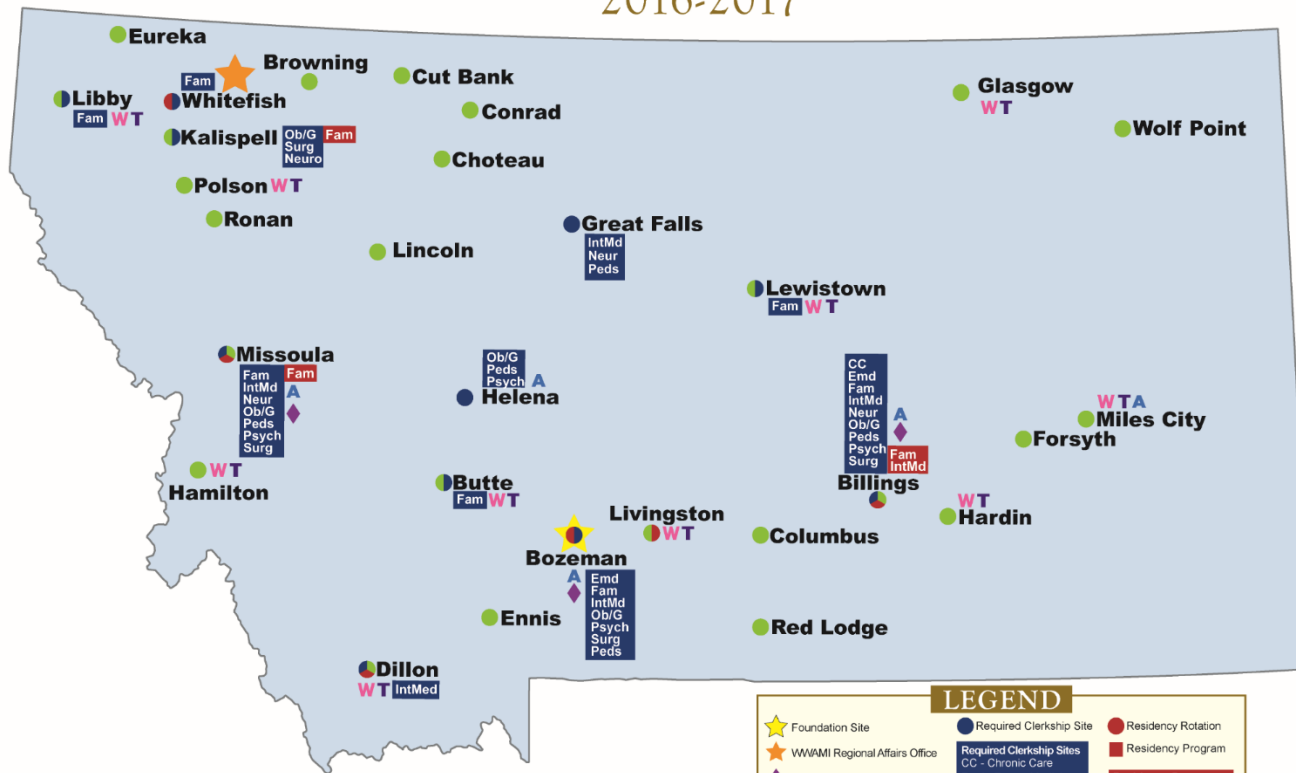 2016-2017
Eureka
Browning
Cut Bank
Fam
Glasgow
W T
Libby
Fam W T
Whitefish
Conrad
Wolf Point
Kalispell
Ob/G
Surg
Neuro
Fam
Choteau
Polson W T
Ronan
Great Falls
IntMd
Neur
Peds
Lincoln
Lewistown
Fam W T
Missoula
Fam
IntMd
Neur
Ob/G
Peds
Psych
Surg
Fam
A
Ob/G
Peds
Psych
A
Helena
CC
Emd
Fam
IntMd
Neur
Ob/G
Peds
Psych
Surg
A
Fam
IntMd
Billings
W T A
Miles City
Forsyth
W T
Hamilton
Butte
Fam W T
Livingston
W T
W T
Hardin
Columbus
Bozeman
A
Emd
Fam
IntMd
Ob/G
Psych
Surg
Peds
Ennis
Red Lodge
Dillon
W T IntMed
LEGEND
Foundation Site
Required Clerkship Site
Residency Rotation
WWAMI Regional Affairs Office
Required Clerkship Sites
CC - Chronic Care
Residency Program